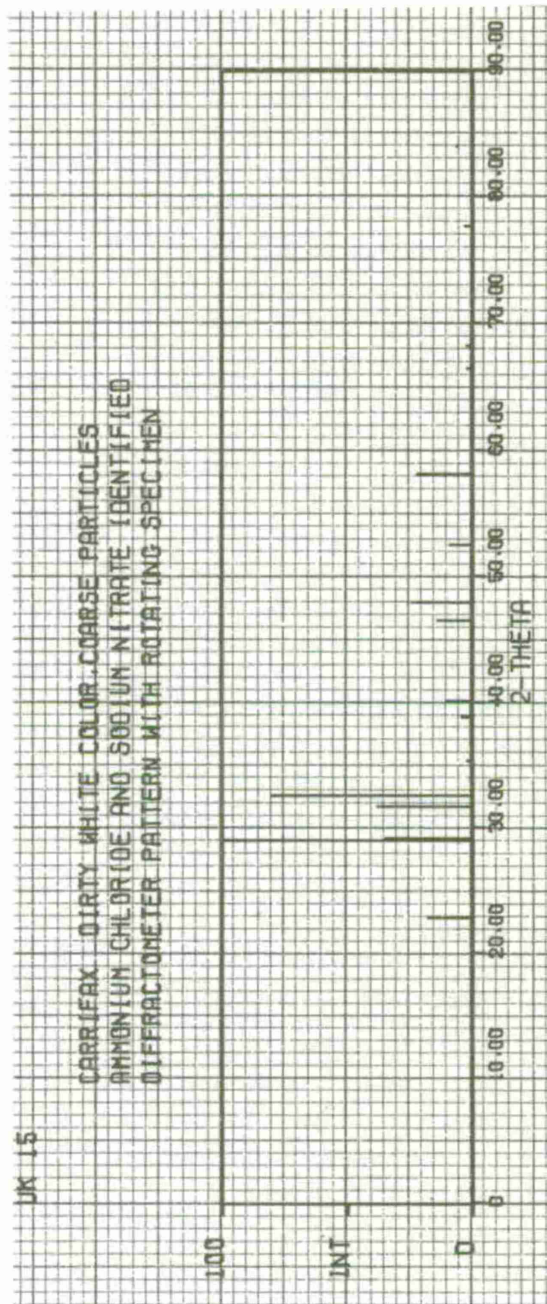 UK 15
CARRIFAX DIRTY WHITE COLOR,COARSE PARTICLES
AMMONIUM CHLORIDE AND SODIUM NITRATE IDENTIFIED
DIFFRACTOMETER PATTERN WITH ROTATING SPECIMEN
100
INT
0
0
10.00
20.00
30.00
40.00
50.00
60.00
70.00
80.00
90.00
2-THETA